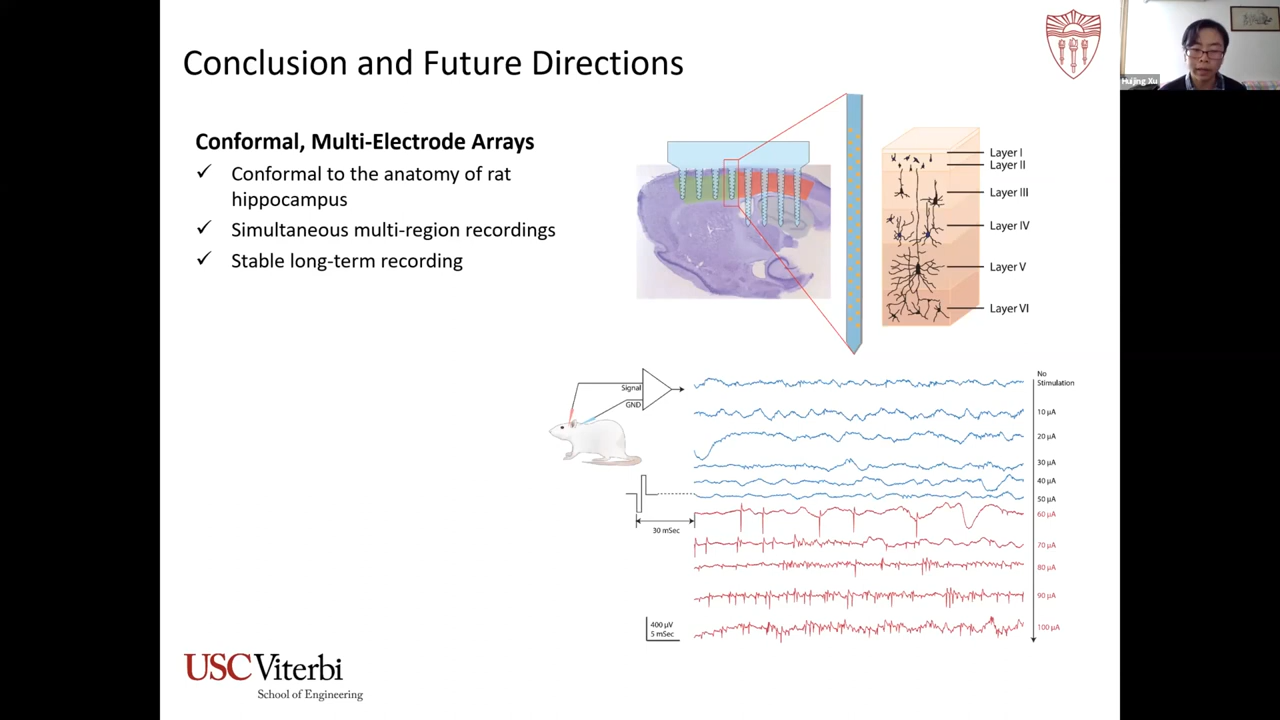 Conclusion and Future Directions
Huijing Xu
Conformal, Multi-Electrode Arrays
✓ Conformal to the anatomy of rat
hippocampus
✓ Simultaneous multi-region recordings
✓ Stable long-term recording
Layer I
Layer II
Layer III
Layer IV
Layer V
Layer VI
Signal
GND
30 mSec
400 µV
5 mSec
No
Stimulation
10 µA
20 µA
30 µA
40 µA
50 µA
60 µA
70 µA
80 µA
90 µA
100 µA
USC Viterbi
School of Engineering